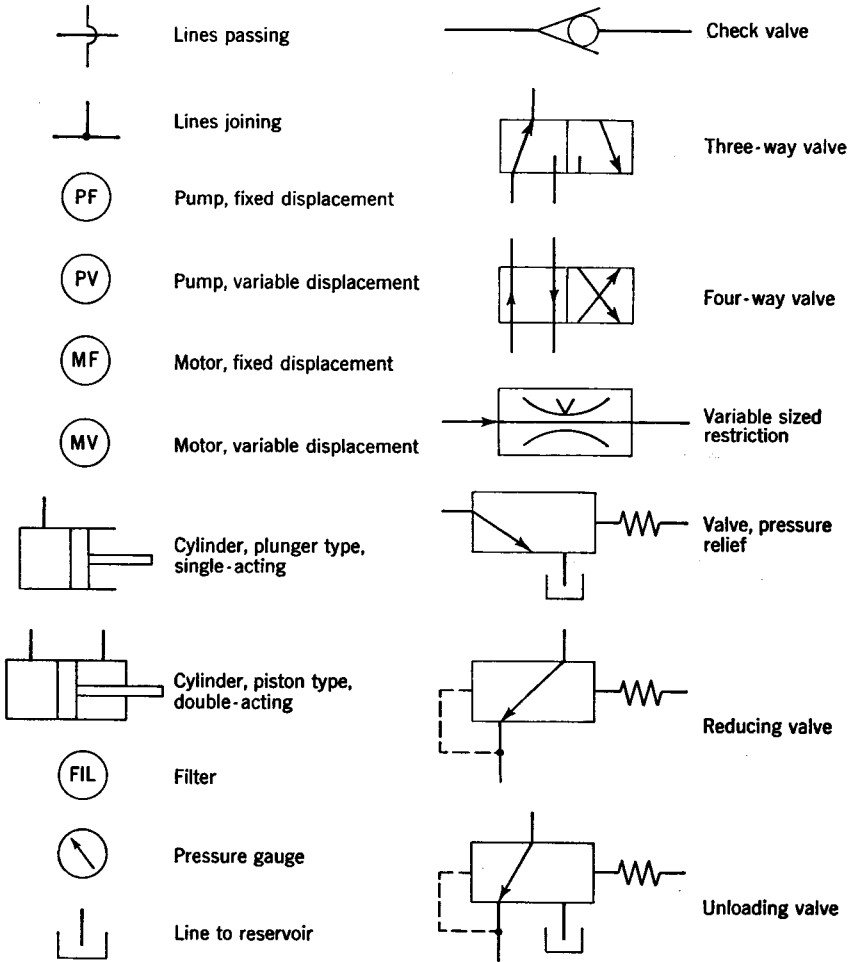 Lines passing
Lines joining
PF
Pump, fixed displacement
PV
Pump, variable displacement
MF
Motor, fixed displacement
MV
Motor, variable displacement
Cylinder, plunger type,
single-acting
Cylinder, piston type,
double-acting
FIL
Filter
Pressure gauge
Line to reservoir
Check valve
Three-way valve
Four-way valve
Variable sized
restriction
Valve, pressure
relief
Reducing valve
Unloading valve